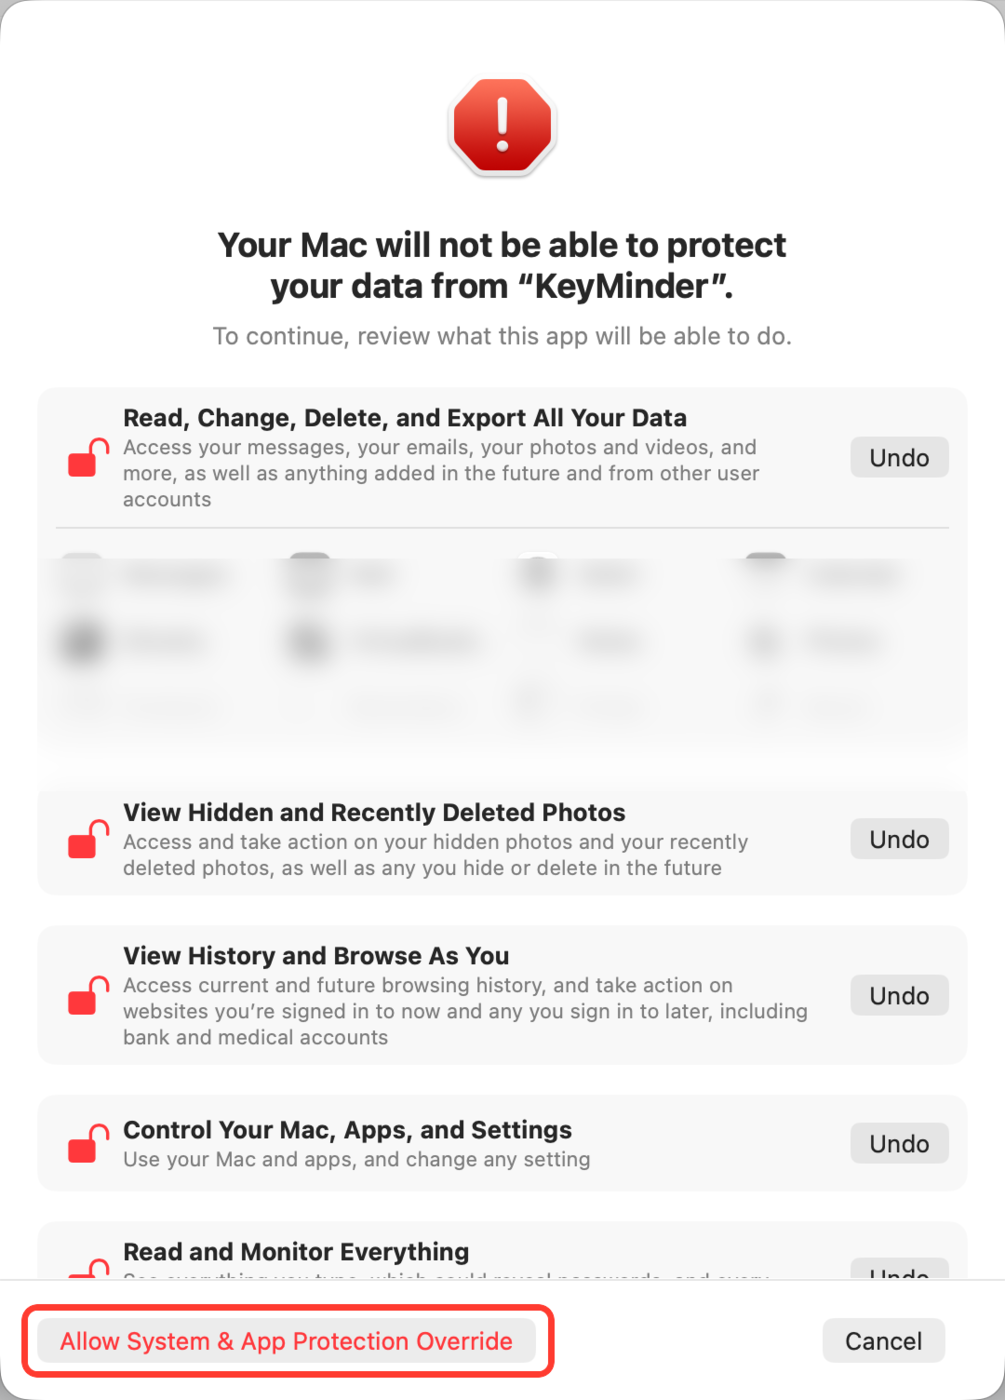 Your Mac will not be able to protect
your data from “KeyMinder”.
To continue, review what this app will be able to do.
Read, Change, Delete, and Export All Your Data
Access your messages, your emails, your photos and videos, and
more, as well as anything added in the future and from other user
accounts
Undo
View Hidden and Recently Deleted Photos
Access and take action on your hidden photos and your recently
deleted photos, as well as any you hide or delete in the future
Undo
View History and Browse As You
Access current and future browsing history, and take action on
websites you’re signed in to now and any you sign in to later, including
bank and medical accounts
Undo
Control Your Mac, Apps, and Settings
Use your Mac and apps, and change any setting
Undo
Read and Monitor Everything
Undo
Allow System & App Protection Override
Cancel